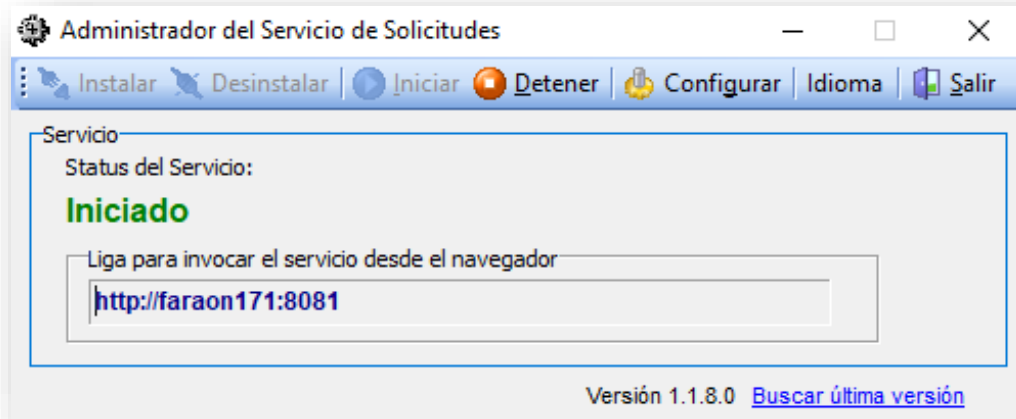 Administrador del Servicio de Solicitudes
Instalar Desinstalar Iniciar Detener Configurar Idioma Salir
Servicio
Status del Servicio:
Iniciado
Liga para invocar el servicio desde el navegador
http://faraon171:8081
Versión 1.1.8.0 Buscar última versión